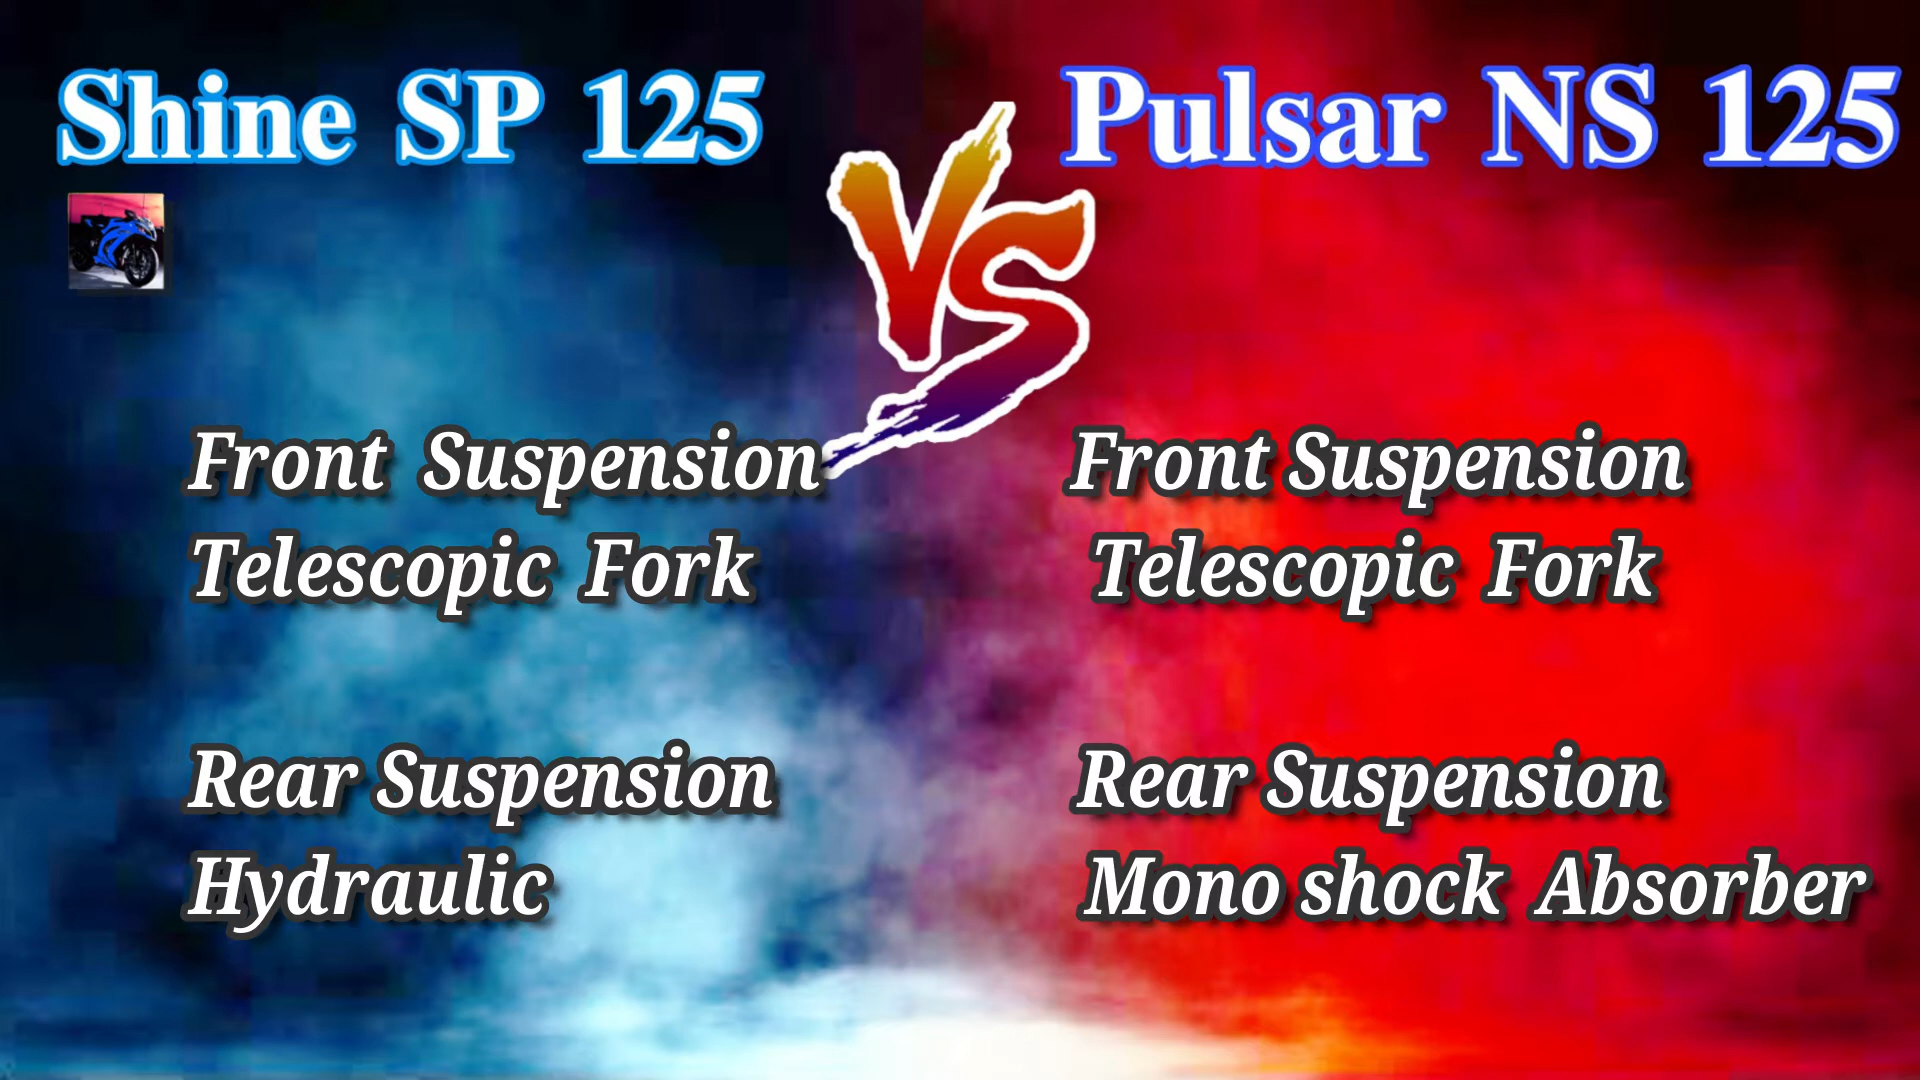 Shine SP 125
VS
Pulsar NS 125
Front Suspension
Telescopic Fork
Rear Suspension
Hydraulic
Front Suspension
Telescopic Fork
Rear Suspension
Mono shock Absorber